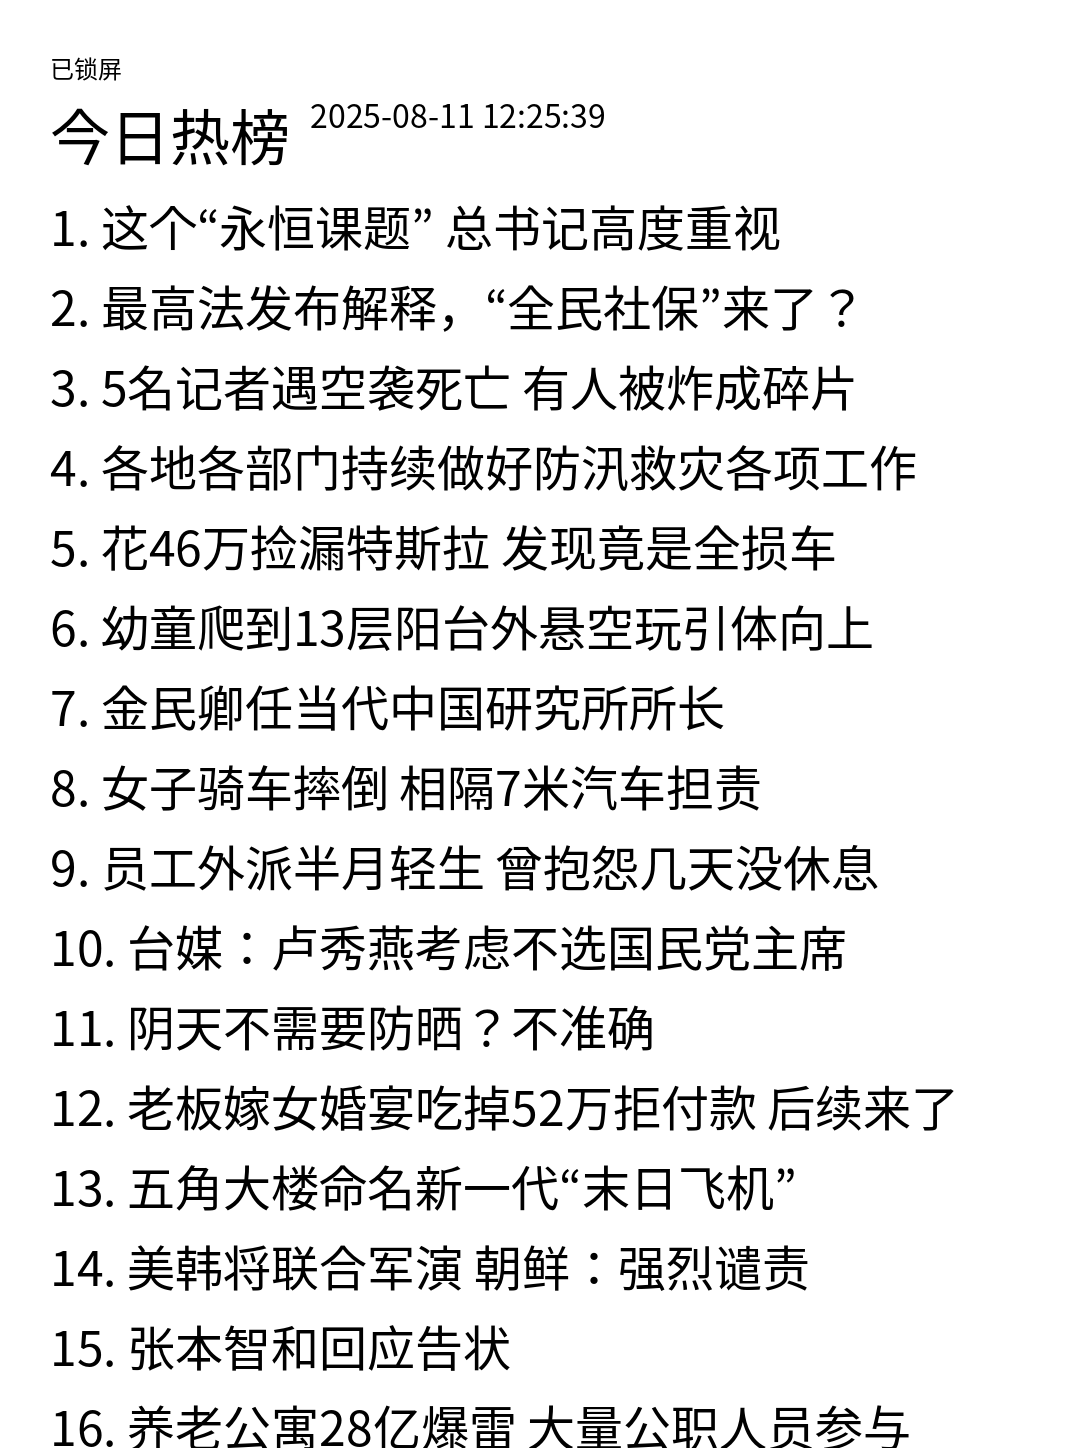 已锁屏
今日热榜 2025-08-11 12:25:39
1. 这个“永恒课题” 总书记高度重视
2. 最高法发布解释，“全民社保”来了？
3. 5名记者遇空袭死亡 有人被炸成碎片
4. 各地各部门持续做好防汛救灾各项工作
5. 花46万捡漏特斯拉 发现竟是全损车
6. 幼童爬到13层阳台外悬空玩引体向上
7. 金民卿任当代中国研究所所长
8. 女子骑车摔倒 相隔7米汽车担责
9. 员工外派半月轻生 曾抱怨几天没休息
10. 台媒：卢秀燕考虑不选国民党主席
11. 阴天不需要防晒？不准确
12. 老板嫁女婚宴吃掉52万拒付款 后续来了
13. 五角大楼命名新一代“末日飞机”
14. 美韩将联合军演 朝鲜：强烈谴责
15. 张本智和回应告状
16. 养老公寓28亿爆雷 大量公职人员参与